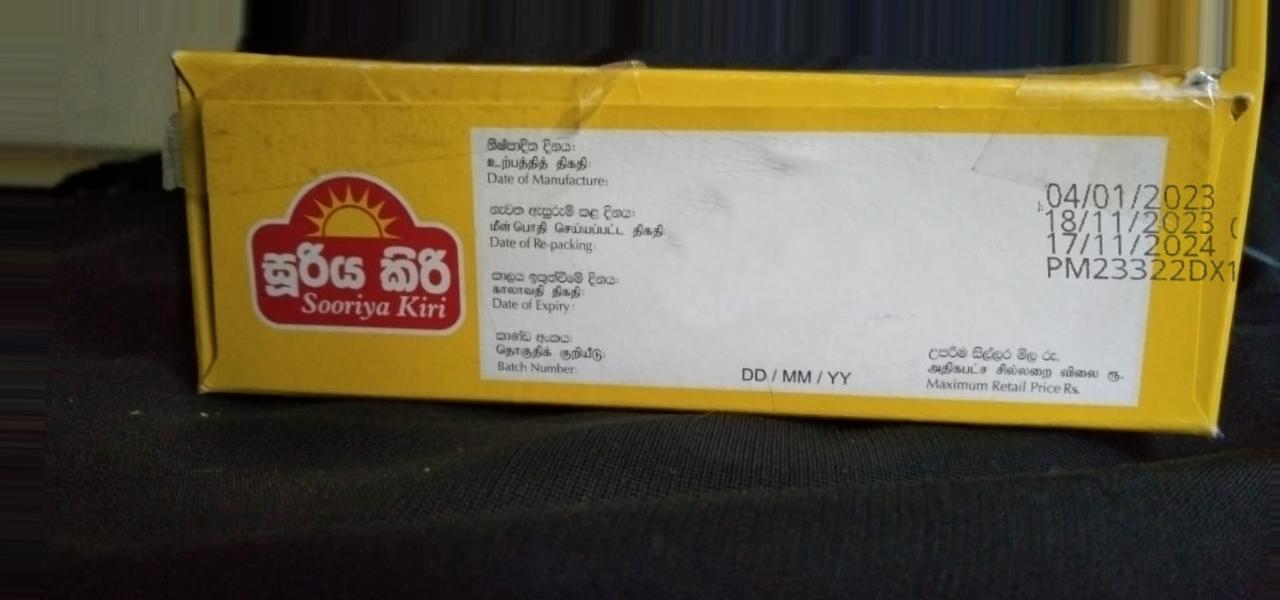 සූරිය කිරි
Sooriya Kiri
නිෂ්පාදිත දිනය:
உற்பத்தித் திகதி:
Date of Manufacture:
නැවත ඇසුරුම් කළ දිනය:
மீள் பொதி செய்யப்பட்ட திகதி:
Date of Re-packing:
කාලය ඉකුත්වීමේ දිනය:
காலாவதி திகதி:
Date of Expiry:
කාණ්ඩ අංකය:
தொகுதிக் குறியீடு:
Batch Number:
DD / MM / YY
04/01/2023
18/11/2023
17/11/2024
PM23322DX1
උපරිම සිල්ලර මිල රු.
அதிகபட்ச சில்லறை விலை ரூ.
Maximum Retail Price Rs.